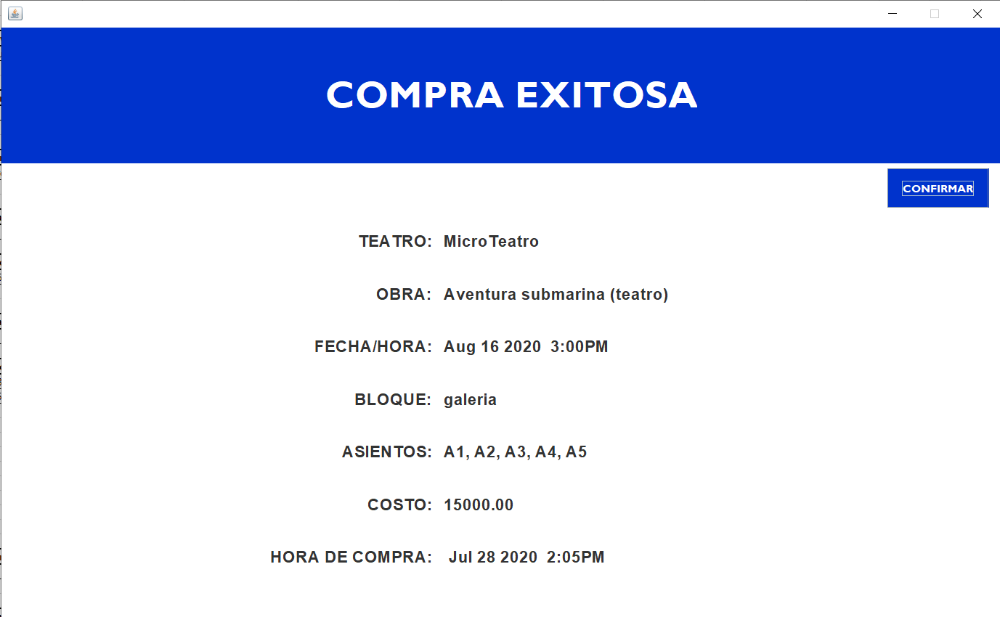 COMPRA EXITOSA
CONFIRMAR
TEATRO: MicroTeatro
OBRA: Aventura submarina (teatro)
FECHA/HORA: Aug 16 2020 3:00PM
BLOQUE: galeria
ASIENTOS: A1, A2, A3, A4, A5
COSTO: 15000.00
HORA DE COMPRA: Jul 28 2020 2:05PM